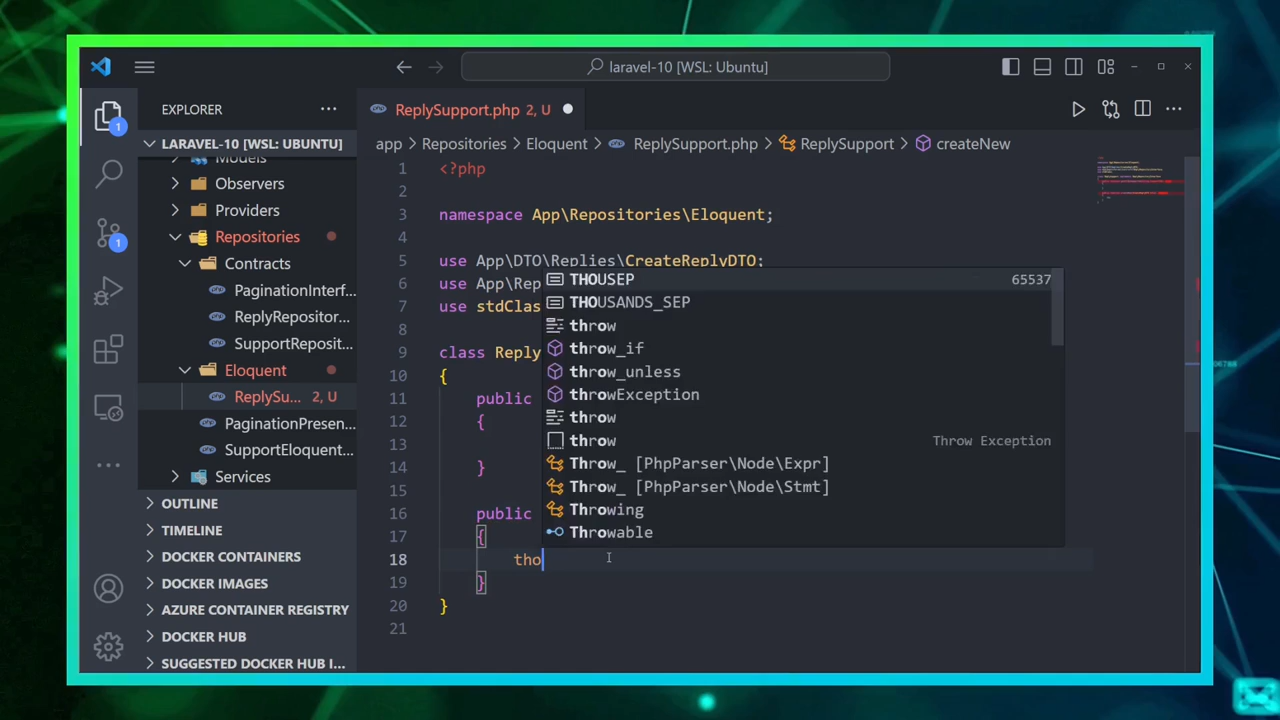 laravel-10 [WSL: Ubuntu]
EXPLORER
ReplySupport.php 2, U
LARAVEL-10 [WSL: UBUNTU]
app
Repositories
Eloquent
ReplySupport.php
ReplySupport
createNew
Models
Observers
Providers
Repositories
Contracts
PaginationInterf...
ReplyRepositor...
SupportReposit...
Eloquent
ReplySu... 2, U
PaginationPresen...
SupportEloquent...
Services
OUTLINE
TIMELINE
DOCKER CONTAINERS
DOCKER IMAGES
AZURE CONTAINER REGISTRY
DOCKER HUB
SUGGESTED DOCKER HUB I...
1
1
1 <?php
2
3 namespace App\Repositories\Eloquent;
4
5 use App\DTO\Replies\CreateReplyDTO;
6 use App\Rep
7 use stdClas
8
9 class Reply
10 {
11 public
12 {
13
14 }
15
16 public
17 {
18 tho
19 }
20 }
21
THOUSEP 65537
THOUSANDS_SEP
throw
throw_if
throw_unless
throwException
throw
throw Throw Exception
Throw_ [PhpParser\Node\Expr]
Throw_ [PhpParser\Node\Stmt]
Throwing
Throwable